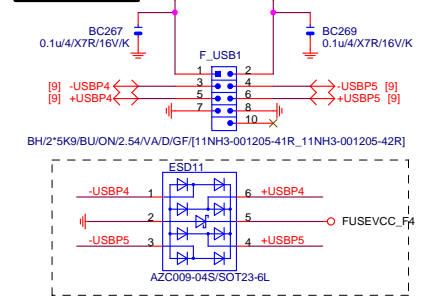 BC267
0.1u/4/X7R/16V/K
BC269
0.1u/4/X7R/16V/K
F_USB1
1 2
[9] -USBP4 3 4 -USBP5 [9]
[9] +USBP4 5 6 +USBP5 [9]
7 8
10
BH/2*5K9/BU/ON/2.54/VA/D/GF/[11NH3-001205-41R_11NH3-001205-42R]
ESD11
-USBP4 1 6 +USBP4
2 5 FUSEVCC_F4
-USBP5 3 4 +USBP5
AZC009-04S/SOT23-6L